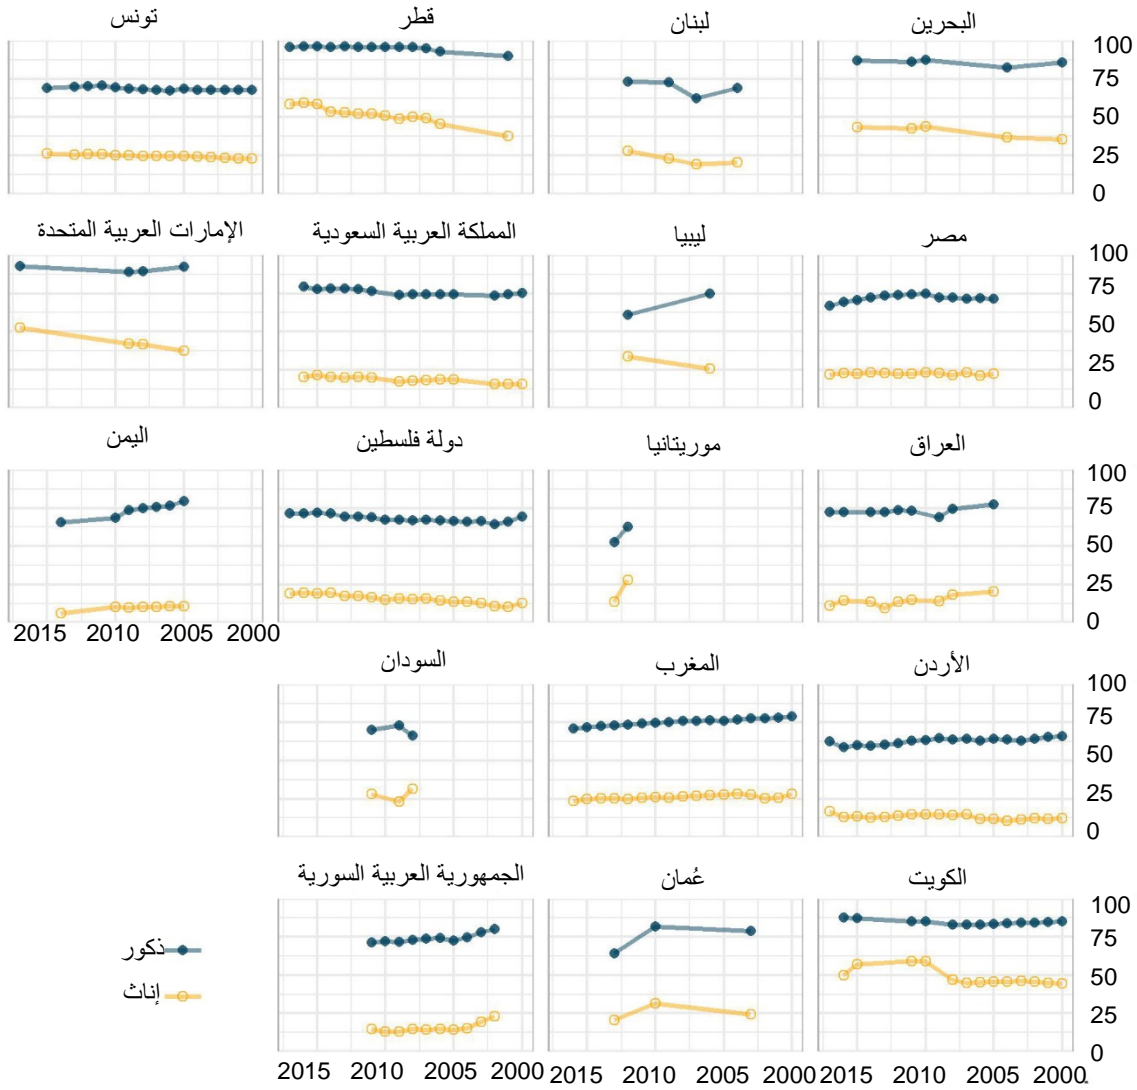 البحرين
لبنان
قطر
تونس
100
75
50
25
0
مصر
ليبيا
المملكة العربية السعودية
الإمارات العربية المتحدة
100
75
50
25
0
العراق
موريتانيا
دولة فلسطين
اليمن
100
75
50
25
0
2015 2010 2005 2000
الأردن
المغرب
السودان
100
75
50
25
0
الكويت
عُمان
الجمهورية العربية السورية
100
75
50
25
0
ذكور
إناث
2015 2010 2005 2000 2015 2010 2005 2000 2015 2010 2005 2000.